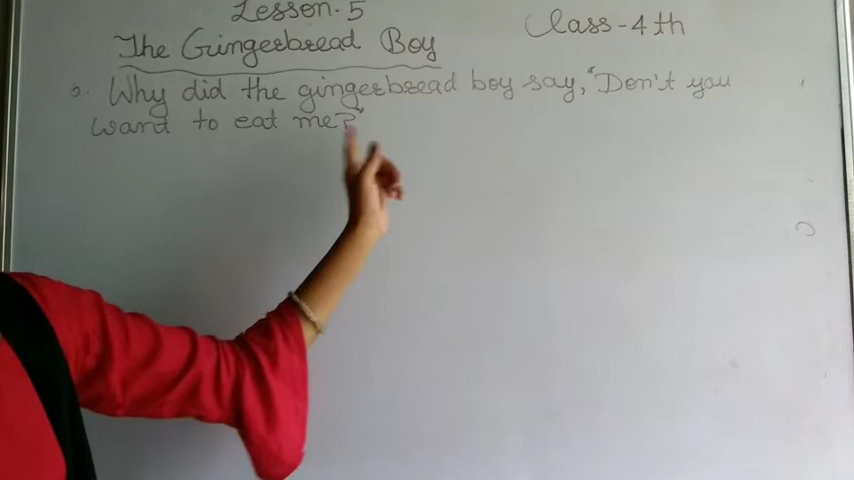 Lesson-5
Class-4th
The Gingerbread Boy
Q. Why did the gingerbread boy say, "Don't you
want to eat me?"